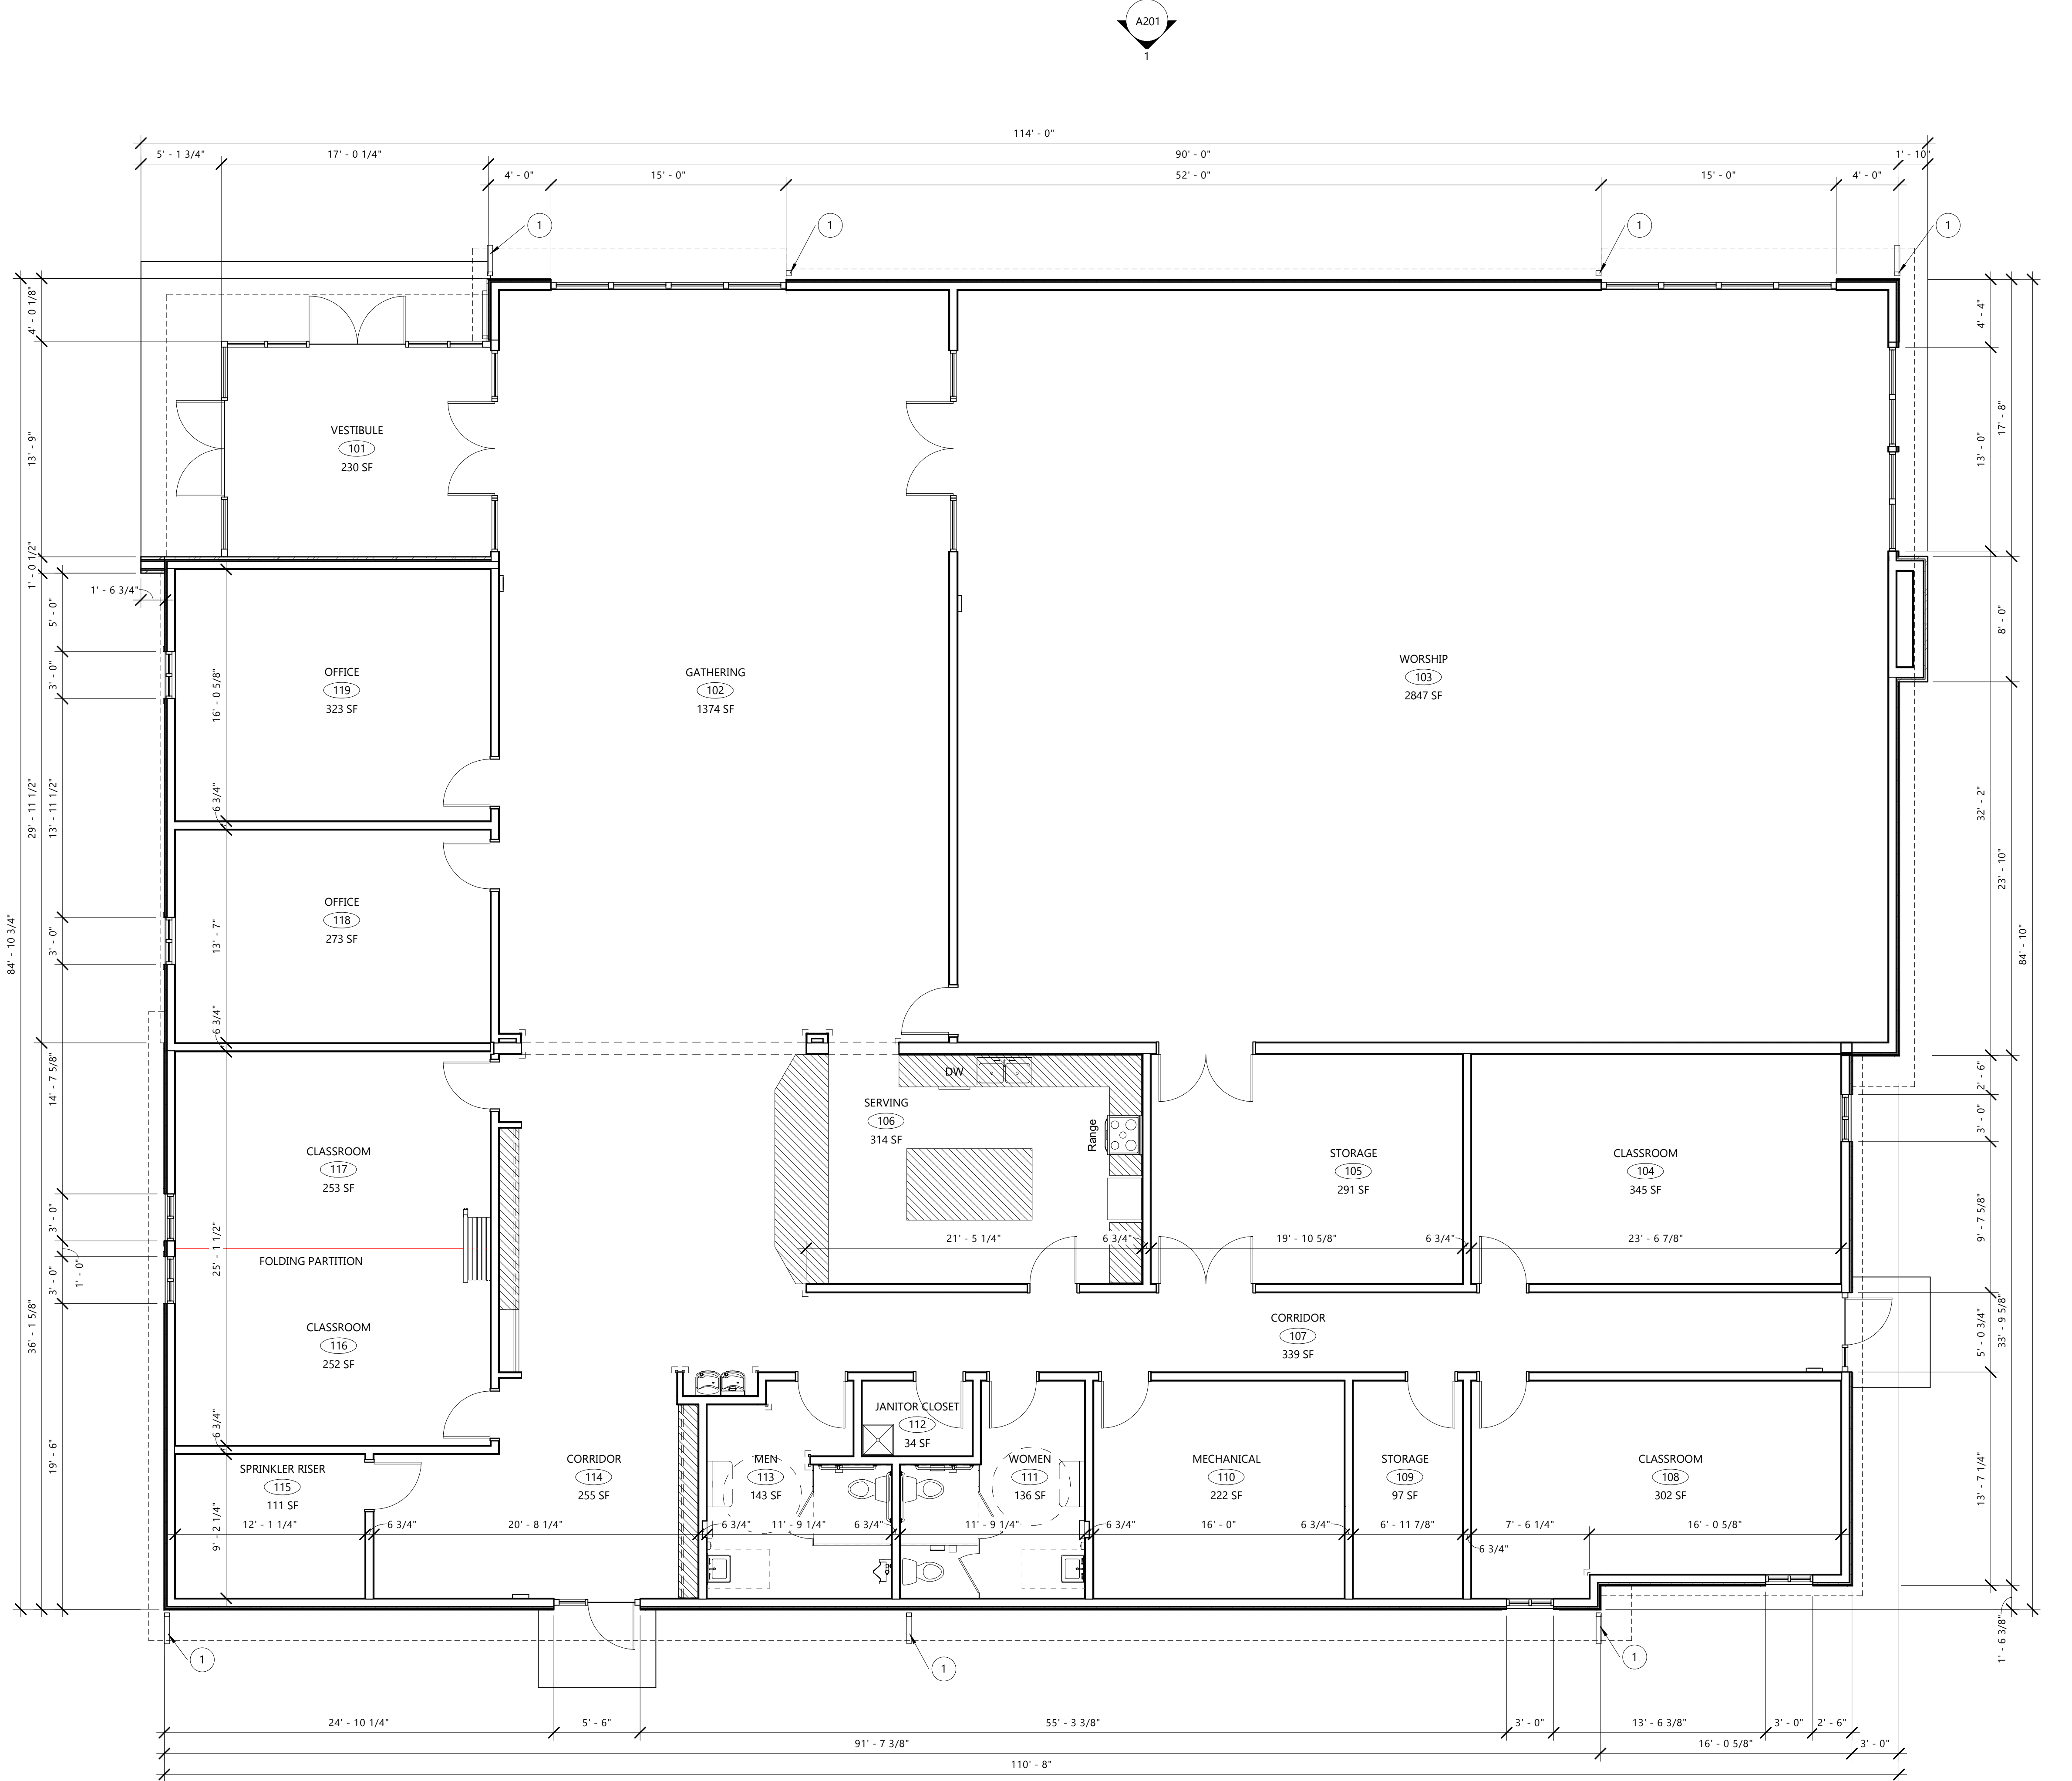 A201
1
114' - 0"
5' - 1 3/4"
17' - 0 1/4"
90' - 0"
1' - 10"
4' - 0"
15' - 0"
52' - 0"
15' - 0"
4' - 0"
1
1
1
1
4' - 0 1/8"
13' - 9"
1' - 0 1/2"
1' - 6 3/4"
5' - 0"
3' - 0"
29' - 11 1/2"
13' - 11 1/2"
3' - 0"
84' - 10 3/4"
14' - 7 5/8"
3' - 0"
1' - 0"
3' - 0"
36' - 1 5/8"
19' - 6"
VESTIBULE
101
230 SF
OFFICE
119
323 SF
16' - 0 5/8"
6 3/4"
GATHERING
102
1374 SF
WORSHIP
103
2847 SF
4' - 4"
17' - 8"
13' - 0"
8' - 0"
32' - 2"
23' - 10"
84' - 10"
OFFICE
118
273 SF
13' - 7"
6 3/4"
CLASSROOM
117
253 SF
25' - 1 1/2"
FOLDING PARTITION
CLASSROOM
116
252 SF
6 3/4"
DW
SERVING
106
314 SF
Range
21' - 5 1/4"
6 3/4"
STORAGE
105
291 SF
19' - 10 5/8"
6 3/4"
CLASSROOM
104
345 SF
23' - 6 7/8"
2' - 6"
3' - 0"
9' - 7 5/8"
5' - 0 3/4"
33' - 9 5/8"
13' - 7 1/4"
1' - 6 3/8"
CORRIDOR
107
339 SF
SPRINKLER RISER
115
111 SF
9' - 2 1/4"
12' - 1 1/4"
6 3/4"
CORRIDOR
114
255 SF
20' - 8 1/4"
6 3/4"
MEN
113
143 SF
11' - 9 1/4"
6 3/4"
JANITOR CLOSET
112
34 SF
WOMEN
111
136 SF
11' - 9 1/4"
6 3/4"
MECHANICAL
110
222 SF
16' - 0"
6 3/4"
STORAGE
109
97 SF
6' - 11 7/8"
6 3/4"
CLASSROOM
108
302 SF
7' - 6 1/4"
16' - 0 5/8"
1
1
1
24' - 10 1/4"
5' - 6"
55' - 3 3/8"
3' - 0"
13' - 6 3/8"
3' - 0"
2' - 6"
91' - 7 3/8"
16' - 0 5/8"
3' - 0"
110' - 8"